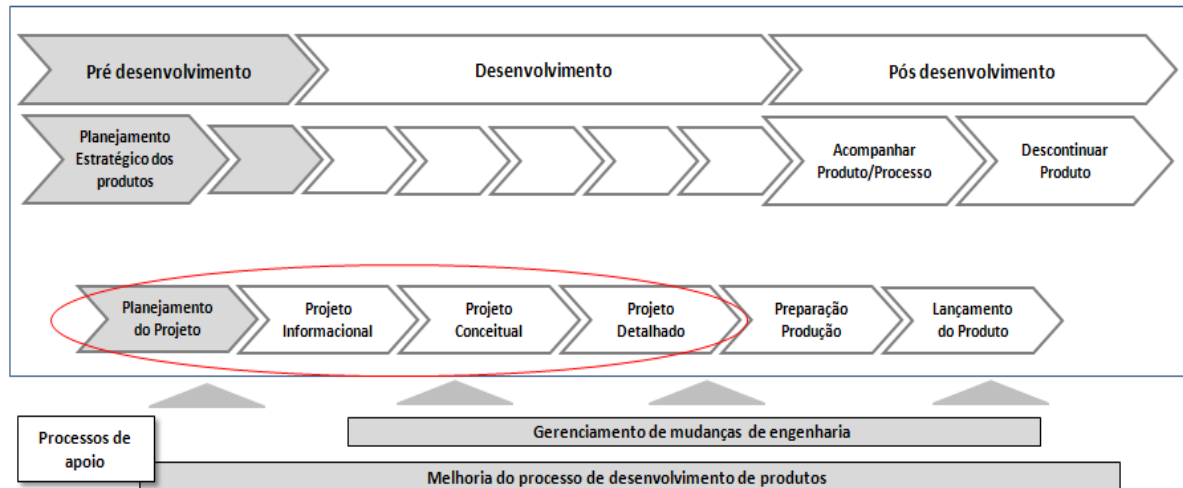 Pré desenvolvimento
Desenvolvimento
Pós desenvolvimento
Planejamento
Estratégico dos
produtos
Acompanhar
Produto/Processo
Descontinuar
Produto
Planejamento
do Projeto
Projeto
Informacional
Projeto
Conceitual
Projeto
Detalhado
Preparação
Produção
Lançamento
do Produto
Processos de
apoio
Gerenciamento de mudanças de engenharia
Melhoria do processo de desenvolvimento de produtos